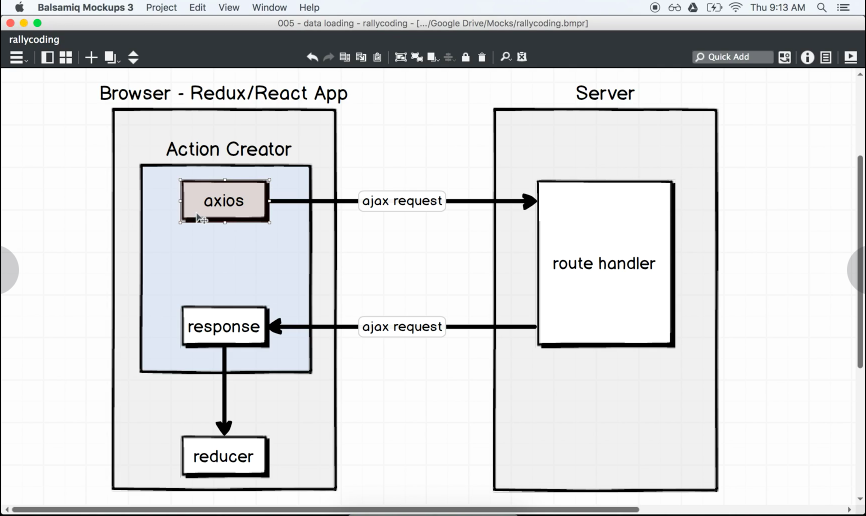 Balsamiq Mockups 3 Project Edit View Window Help Thu 9:13 AM
005 - data loading - rallycoding - [.../Google Drive/Mocks/rallycoding.bmpr]
rallycoding
Quick Add
Browser - Redux/React App
Server
Action Creator
axios
ajax request
route handler
response
ajax request
reducer